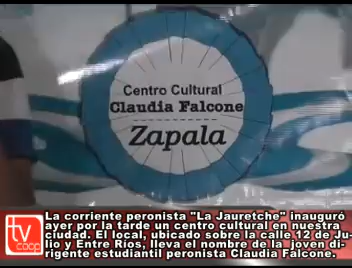 Centro Cultural
Claudia Falcone
Zapala
tv
coop
La corriente peronista "La Jauretche" inauguró
ayer por la tarde un centro cultural en nuestra
ciudad. El local, ubicado sobre la calle 12 de Ju-
lio y Entre Ríos, lleva el nombre de la joven di-
rigente estudiantil peronista Claudia Falcone.